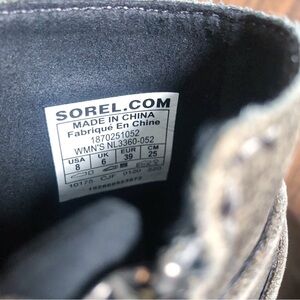 SOREL.COM
MADE IN CHINA
Fabriqué En Chine
1870251052
WMN'S NL3360-052
USA UK EUR CM
8 6 39 25